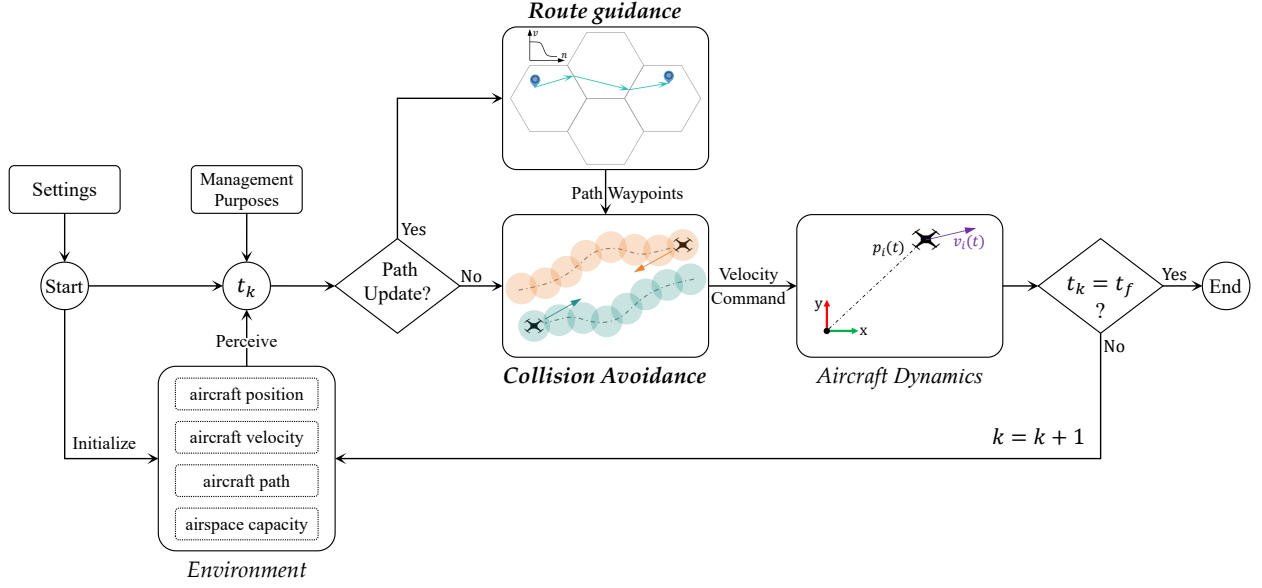 Route guidance
v
n
Settings
Management
Purposes
Path Waypoints
Yes
Start
t_k
Path
Update?
No
Velocity
Command
p_i(t)
v_i(t)
y
x
t_k = t_f
?
Yes
End
No
Perceive
Collision Avoidance
Aircraft Dynamics
aircraft position
aircraft velocity
aircraft path
airspace capacity
Initialize
k = k + 1
Environment